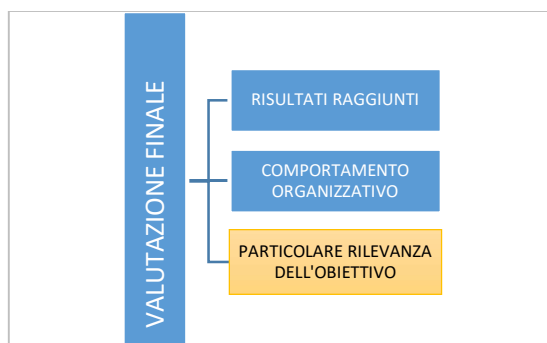 VALUTAZIONE FINALE
RISULTATI RAGGIUNTI
COMPORTAMENTO
ORGANIZZATIVO
PARTICOLARE RILEVANZA
DELL'OBIETTIVO